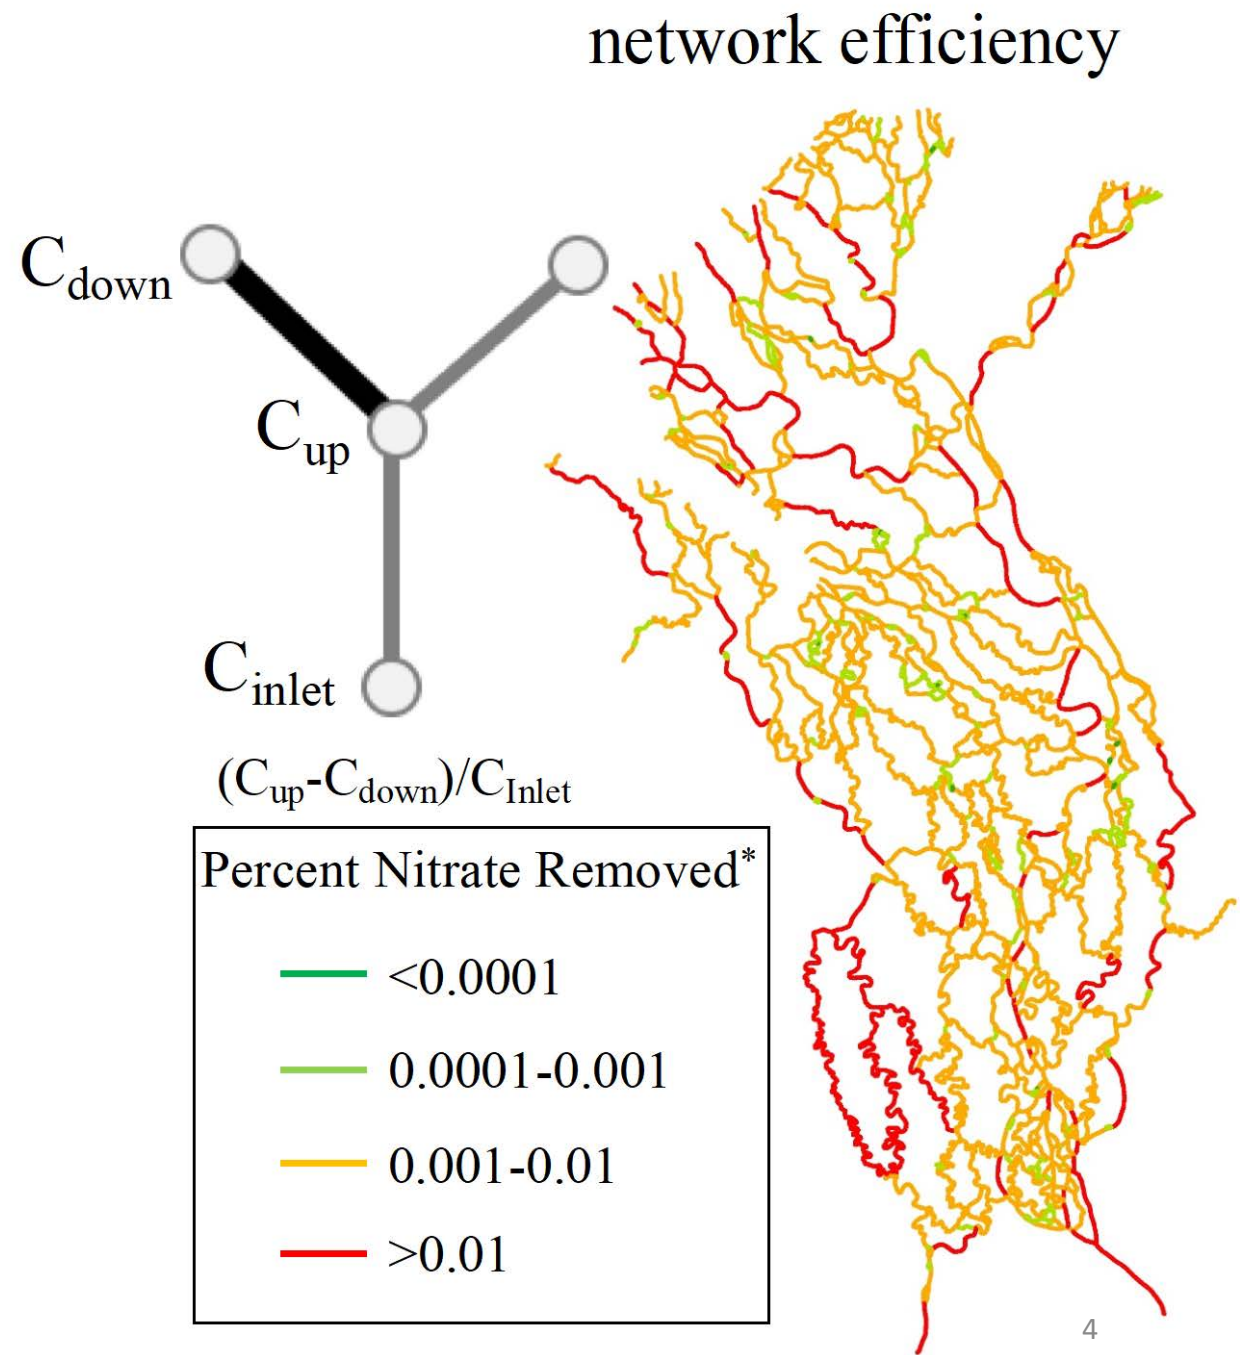 network efficiency
Cdown
Cup
Cinlet
(Cup-Cdown)/CInlet
Percent Nitrate Removed*
<0.0001
0.0001-0.001
0.001-0.01
>0.01
4